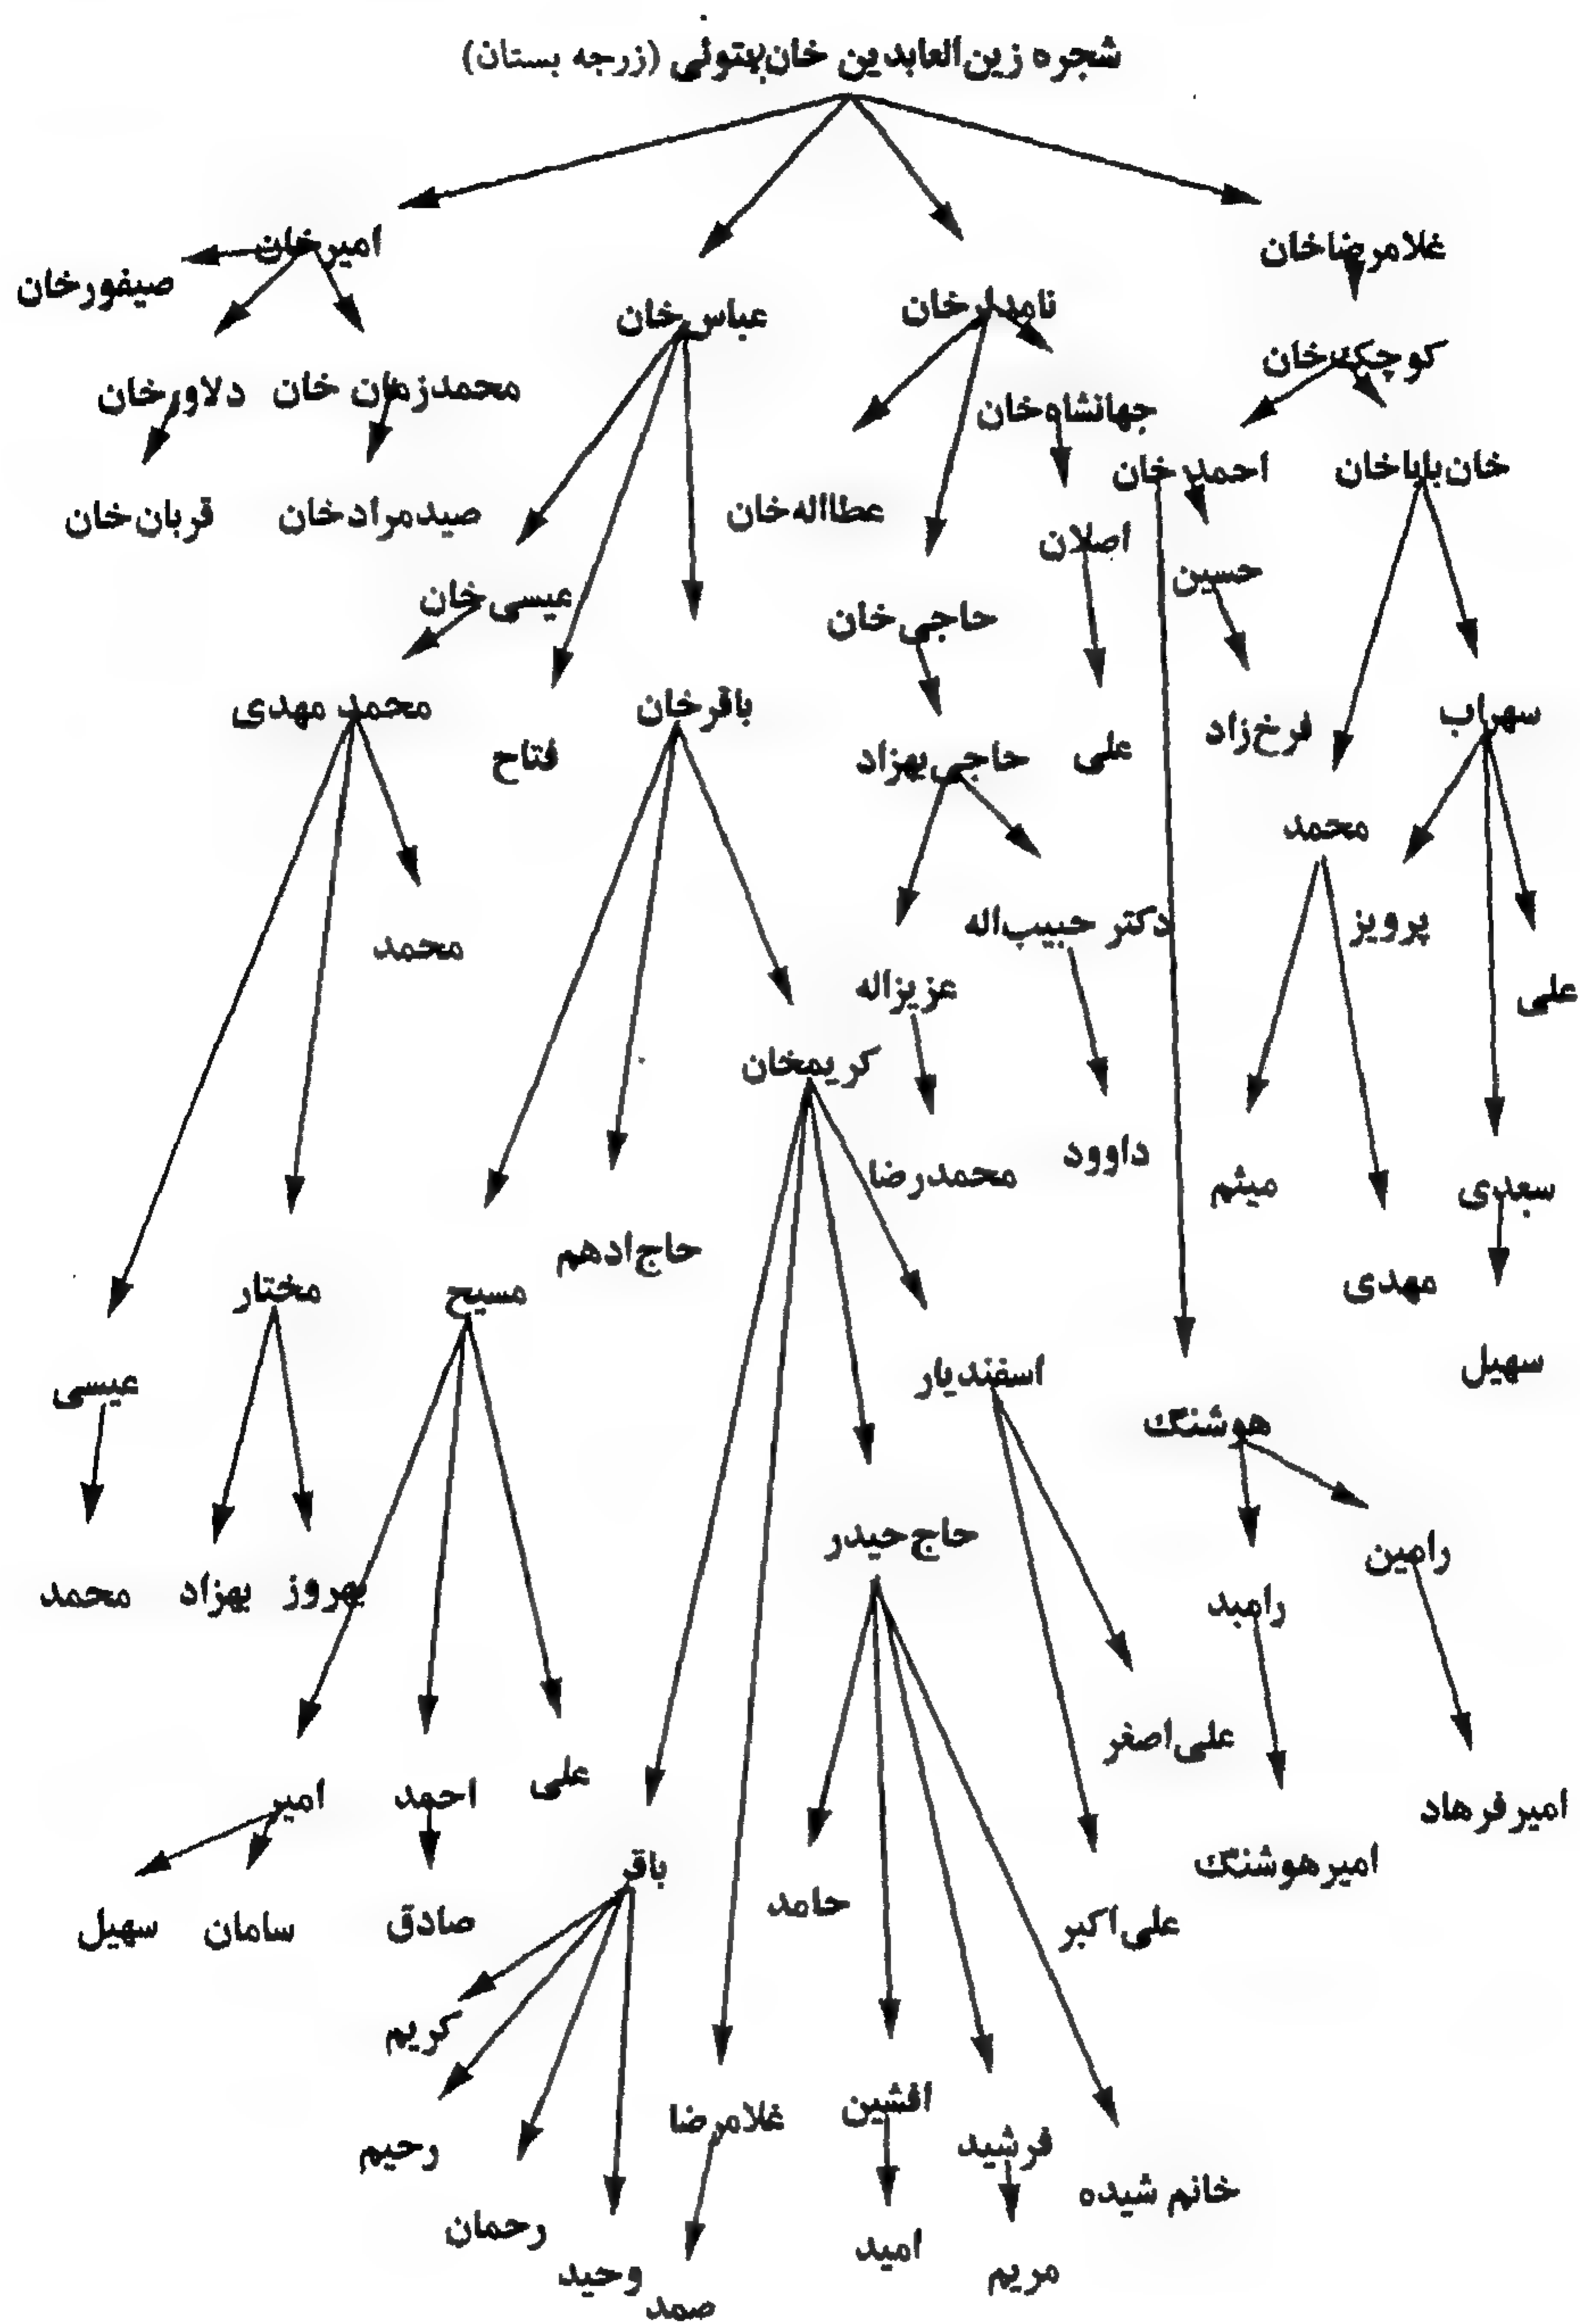 شجره زین‌العابدین خان‌بهتوئی (زرجه بستان)
غلامرضاخان
امیرخان
صیفورخان
نامدارخان
عباس‌خان
کوچک‌خان
محمدزمان خان
دلاورخان
جهانشاه‌خان
خان‌باباخان
احمدخان
عطااله‌خان
صیدمرادخان
قربان‌خان
اصلان
حسین
عیسی‌خان
حاجی‌خان
سهراب
باقرخان
محمد مهدی
فرخ‌زاد
علی
حاجی‌بهزاد
فتاح
محمد
پرویز
دکتر حبیب‌اله
محمد
علی
عزیزاله
کریمخان
داوود
محمدرضا
سعدی
میثم
حاج‌ادهم
مهدی
مسیح
مختار
سهیل
اسفندیار
عیسی
هوشنگ
حاج‌حیدر
رامین
رامبد
بهروز
بهزاد
محمد
علی‌اصغر
علی
احمد
امیر
امیرفرهاد
باقر
امیرهوشنگ
حامد
علی‌اکبر
صادق
سامان
سهیل
کریم
افشین
غلامرضا
فرشید
رحیم
خانم شیده
رحمان
امید
مریم
وحید
صمد